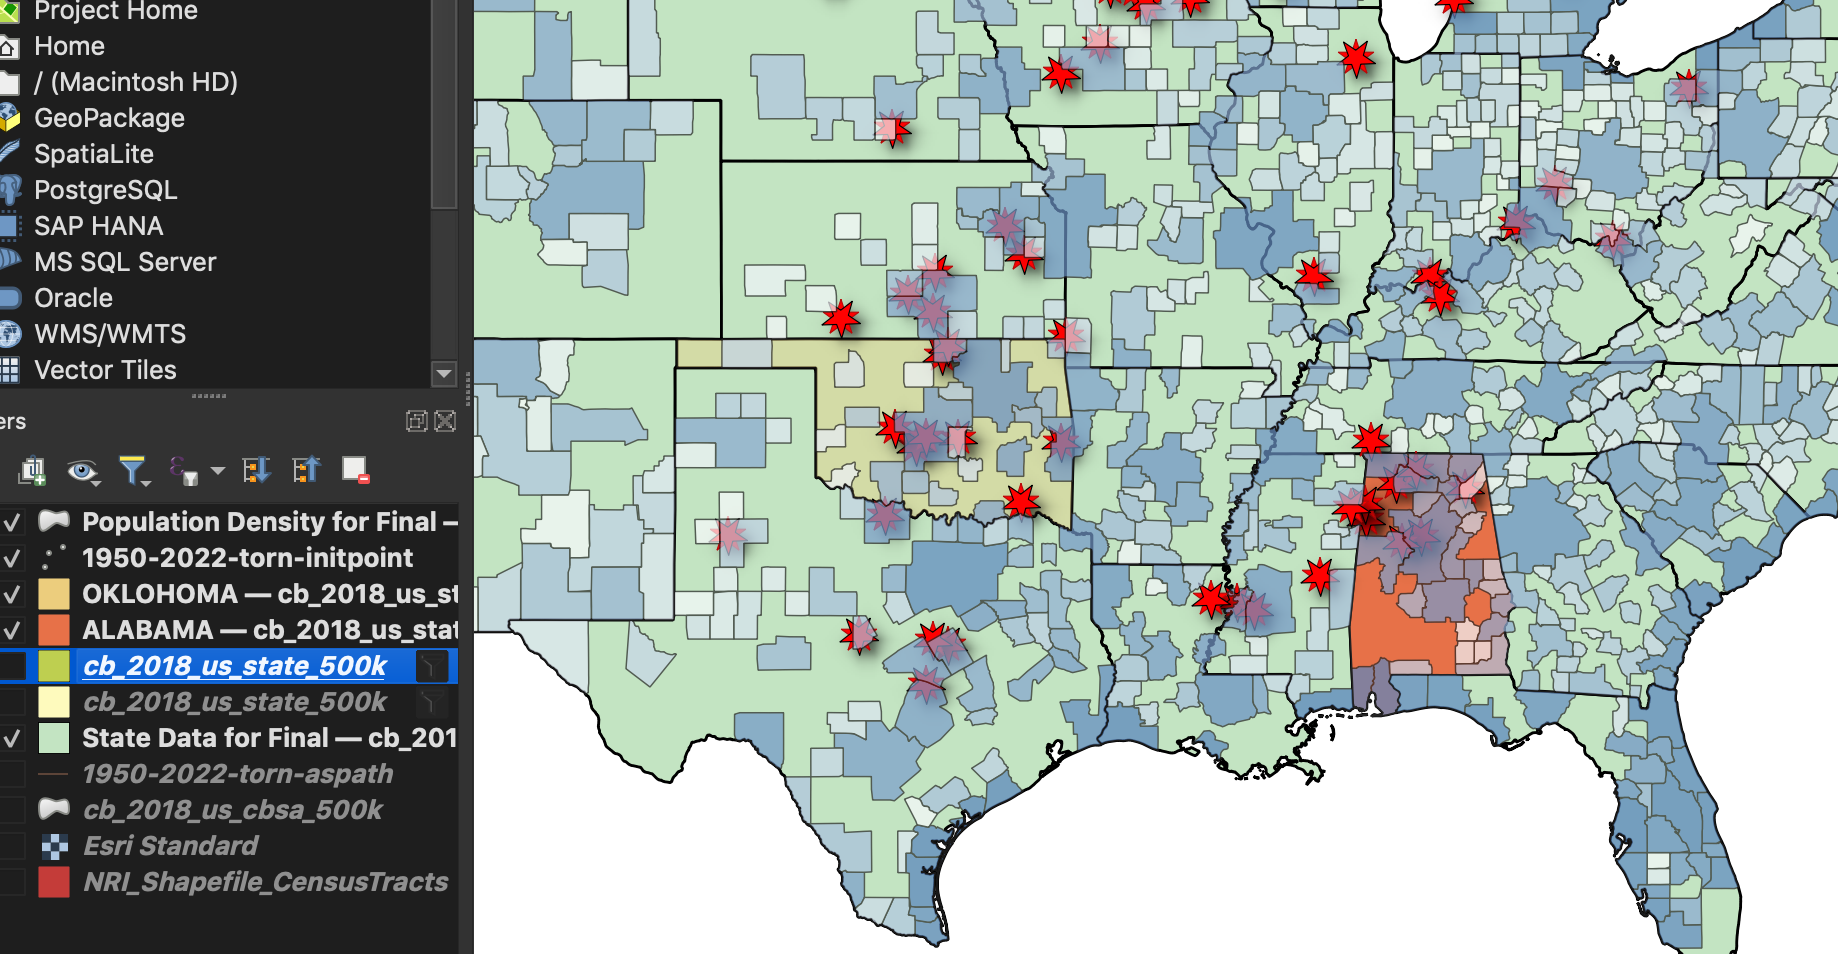 Project Home
Home
/ (Macintosh HD)
GeoPackage
SpatiaLite
PostgreSQL
SAP HANA
MS SQL Server
Oracle
WMS/WMTS
Vector Tiles
ers
Population Density for Final —
1950-2022-torn-initpoint
OKLOHOMA — cb_2018_us_st
ALABAMA — cb_2018_us_stat
cb_2018_us_state_500k
cb_2018_us_state_500k
State Data for Final — cb_201
1950-2022-torn-aspath
cb_2018_us_cbsa_500k
Esri Standard
NRI_Shapefile_CensusTracts